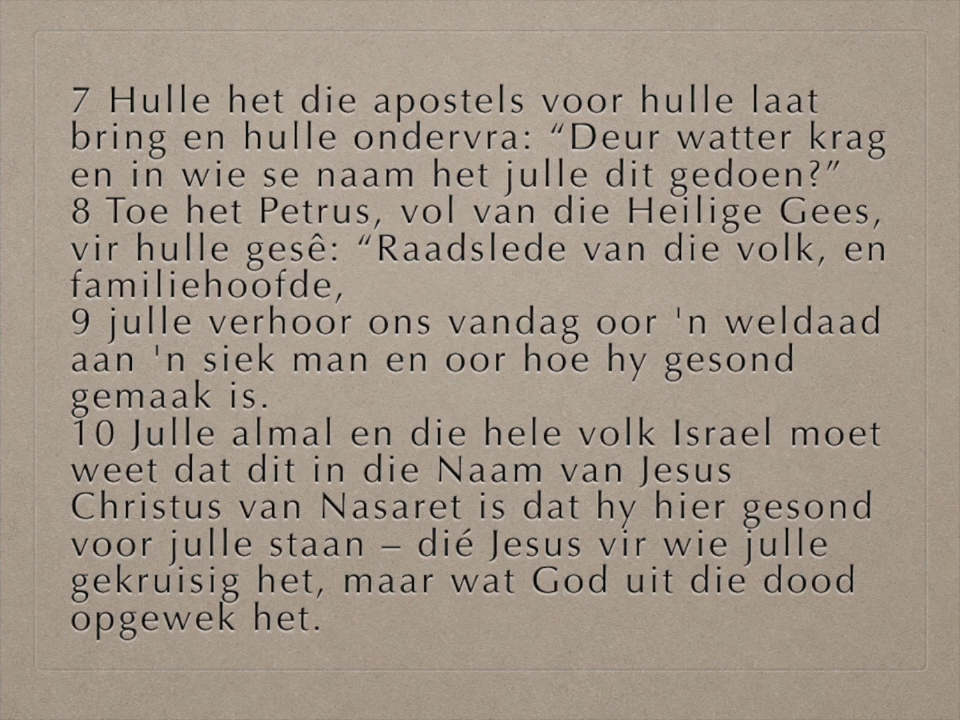 7 Hulle het die apostels voor hulle laat
bring en hulle ondervra: “Deur watter krag
en in wie se naam het julle dit gedoen?”
8 Toe het Petrus, vol van die Heilige Gees,
vir hulle gesê: “Raadslede van die volk, en
familiehoofde,
9 julle verhoor ons vandag oor 'n weldaad
aan 'n siek man en oor hoe hy gesond
gemaak is.
10 Julle almal en die hele volk Israel moet
weet dat dit in die Naam van Jesus
Christus van Nasaret is dat hy hier gesond
voor julle staan – dié Jesus vir wie julle
gekruisig het, maar wat God uit die dood
opgewek het.